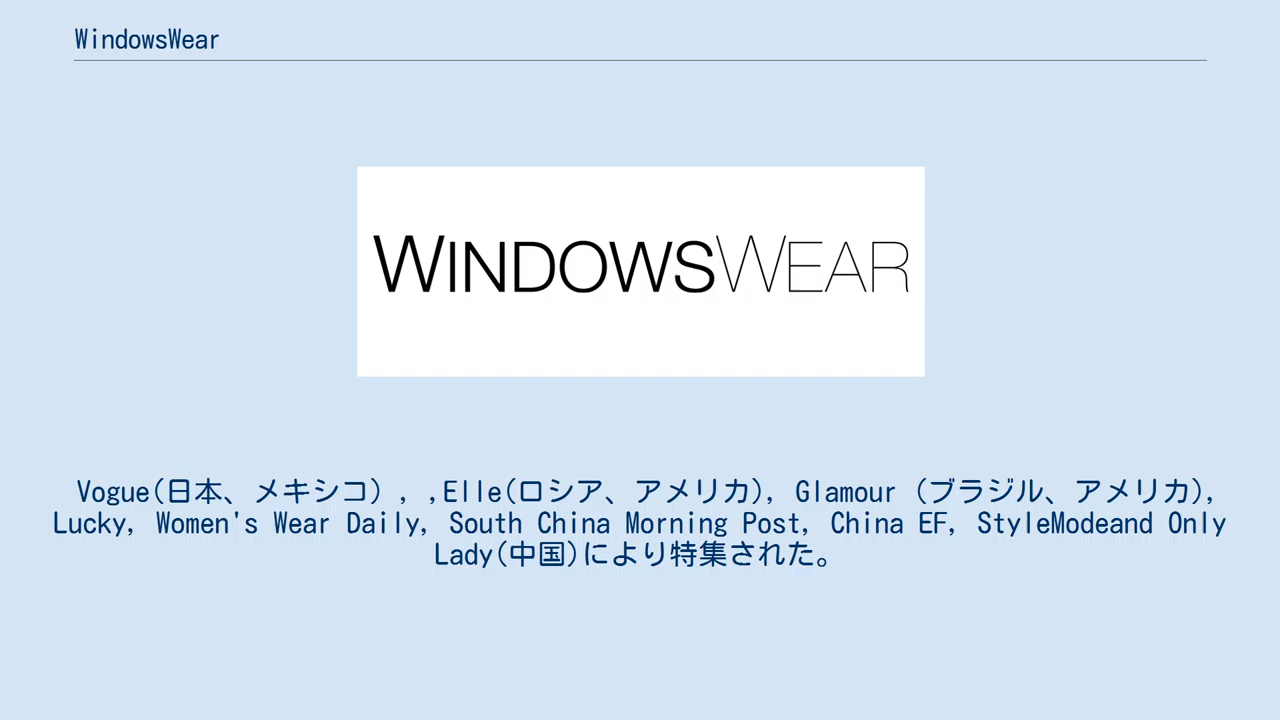 WindowsWear
WINDOWSWEAR
Vogue(日本、メキシコ) , ,Elle(ロシア、アメリカ), Glamour (ブラジル、アメリカ),
Lucky, Women's Wear Daily, South China Morning Post, China EF, StyleModeand Only
Lady(中国)により特集された。